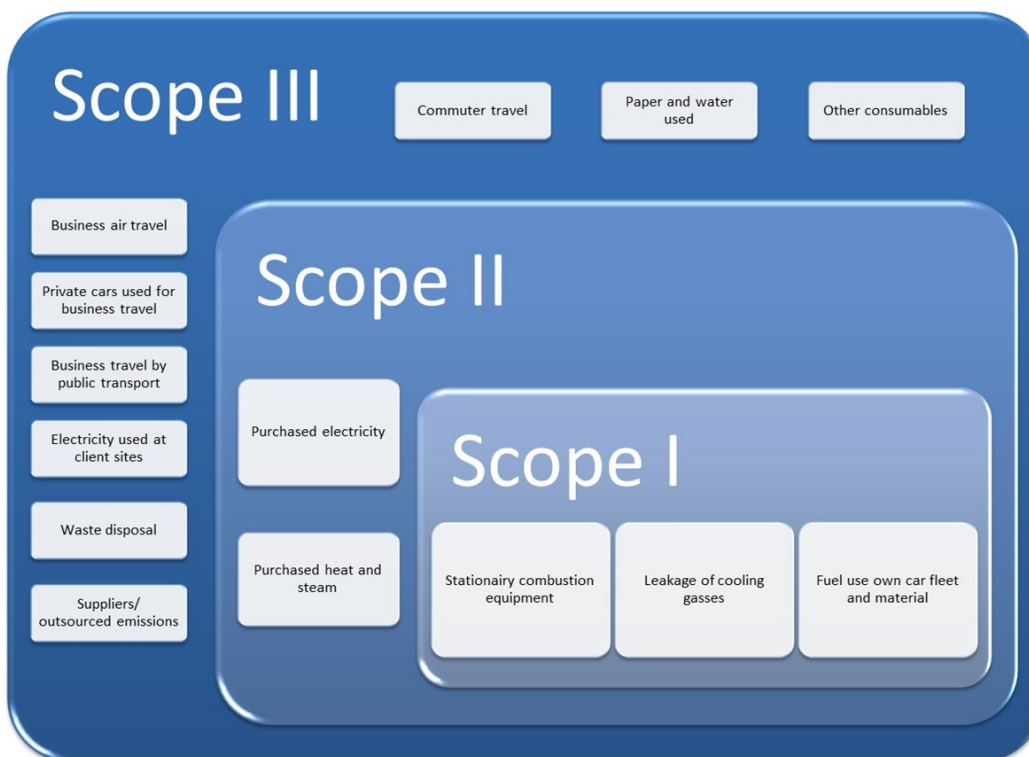 Scope III
Commuter travel
Paper and water
used
Other consumables
Business air travel
Private cars used for
business travel
Business travel by
public transport
Electricity used at
client sites
Waste disposal
Suppliers/
outsourced emissions
Scope II
Purchased electricity
Purchased heat and
steam
Scope I
Stationairy combustion
equipment
Leakage of cooling
gasses
Fuel use own car fleet
and material